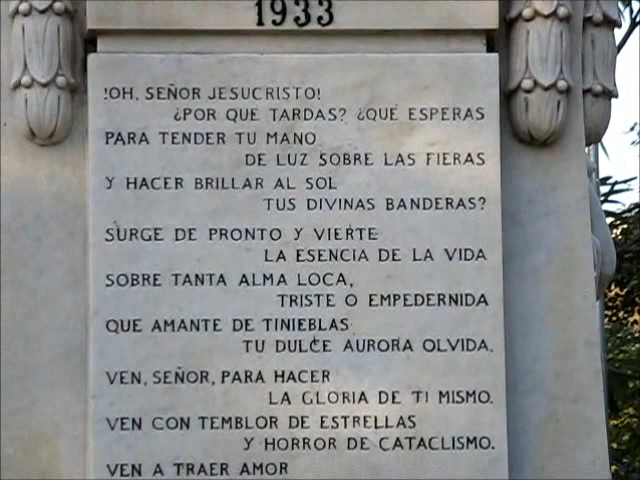 1933
!OH, SEÑOR JESUCRISTO!
¿POR QUE TARDAS? ¿QUÉ ESPERAS
PARA TENDER TU MANO
DE LUZ SOBRE LAS FIERAS
Y HACER BRILLAR AL SOL
TUS DIVINAS BANDERAS?
SURGE DE PRONTO Y VIERTE
LA ESENCIA DE LA VIDA
SOBRE TANTA ALMA LOCA,
TRISTE O EMPEDERNIDA
QUE AMANTE DE TINIEBLAS
TU DULCE AURORA OLVIDA.
VEN, SEÑOR, PARA HACER
LA GLORIA DE TI MISMO.
VEN CON TEMBLOR DE ESTRELLAS
Y HORROR DE CATACLISMO.
VEN A TRAER AMOR